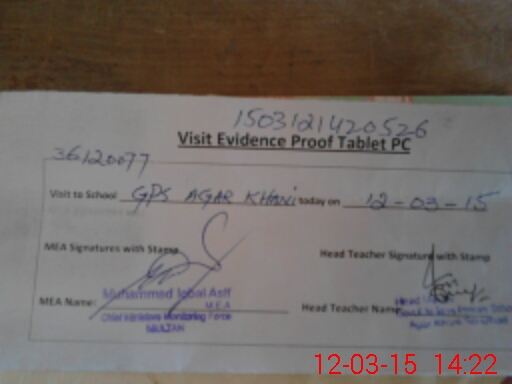 1503121420526
Visit Evidence Proof Tablet PC
36120077
Visit to School GPS AGAR KHANI today on 12-03-15
MEA Signatures with Stamp
Head Teacher Signature with Stamp
MEA Name: Muhammad Iqbal Asif
M.E.A
Chief Ministers Monitoring Force
MULTAN
Head Teacher Name
12-03-15 14:22